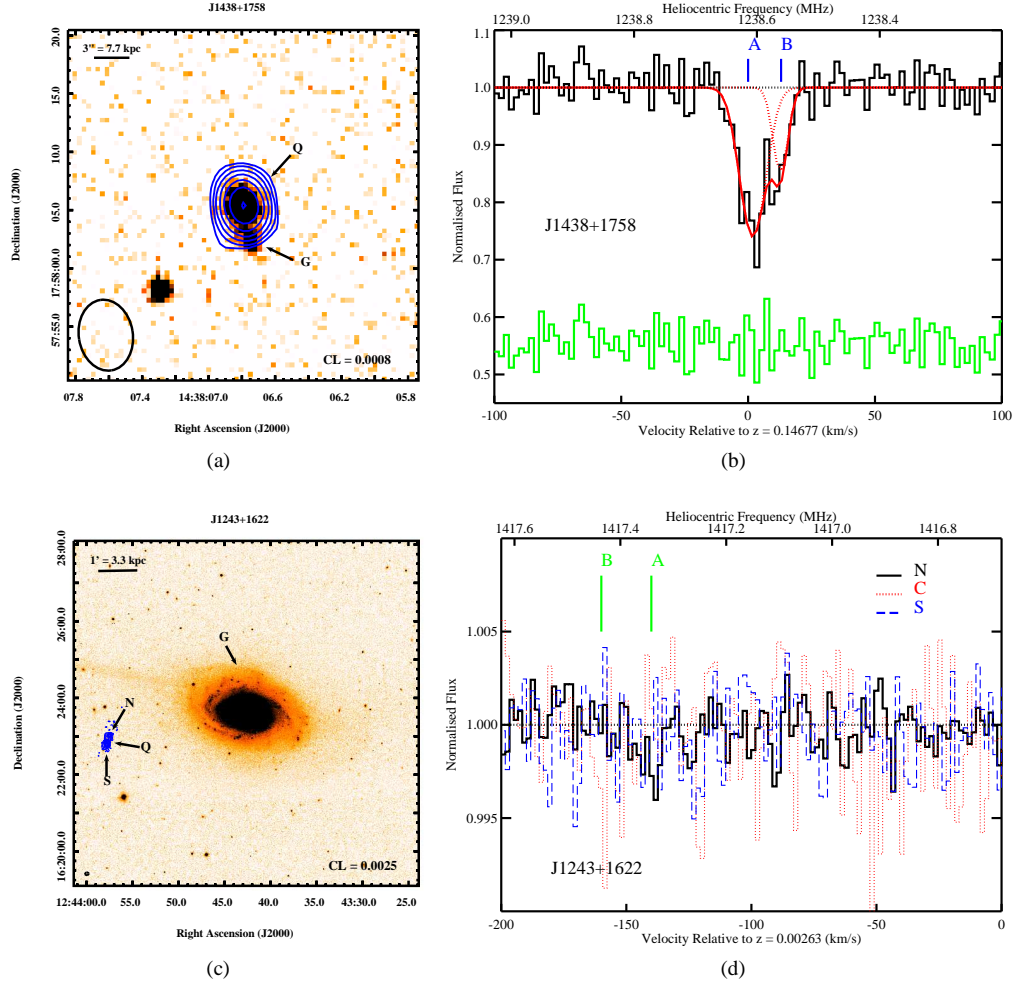 J1438+1758
3" = 7.7 kpc
Q
G
CL = 0.0008
20.0
15.0
10.0
05.0
17:58:00.0
57:55.0
Declination (J2000)
07.8 07.4 14:38:07.0 06.6 06.2 05.8
Right Ascension (J2000)
(a)
Heliocentric Frequency (MHz)
1239.0 1238.8 1238.6 1238.4
A B
J1438+1758
1.1
1.0
0.9
0.8
0.7
0.6
0.5
Normalised Flux
-100 -50 0 50 100
Velocity Relative to z = 0.14677 (km/s)
(b)
J1243+1622
1' = 3.3 kpc
G
N
Q
S
CL = 0.0025
28:00.0
26:00.0
24:00.0
22:00.0
16:20:00.0
Declination (J2000)
12:44:00.0 55.0 50.0 45.0 40.0 35.0 43:30.0 25.0
Right Ascension (J2000)
(c)
Heliocentric Frequency (MHz)
1417.6 1417.4 1417.2 1417.0 1416.8
B A
N
C
S
J1243+1622
1.005
1.000
0.995
Normalised Flux
-200 -150 -100 -50 0
Velocity Relative to z = 0.00263 (km/s)
(d)